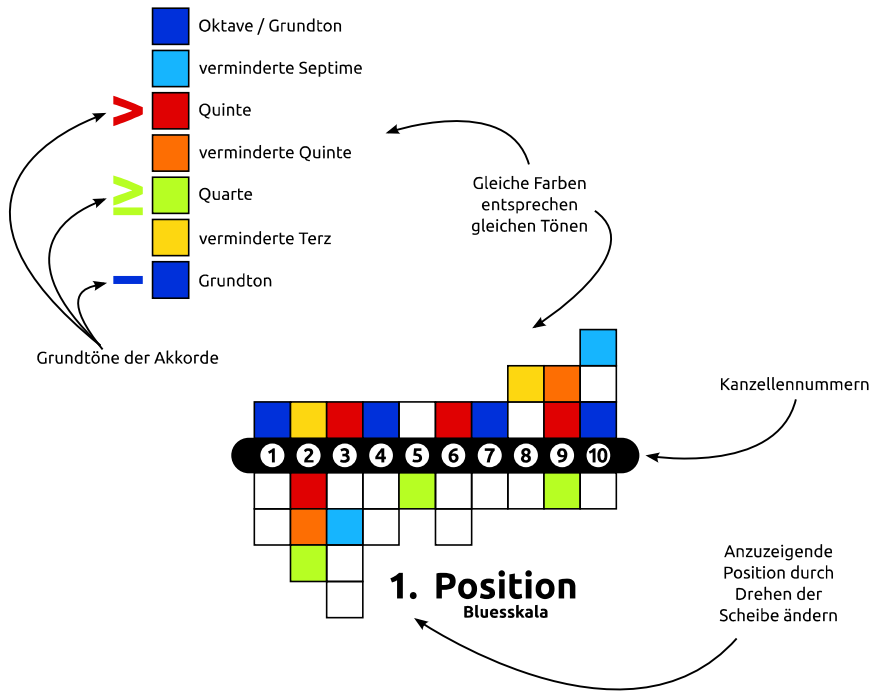 Oktave / Grundton
verminderte Septime
> Quinte
verminderte Quinte
≥ Quarte
verminderte Terz
– Grundton
Gleiche Farben
entsprechen
gleichen Tönen
Grundtöne der Akkorde
Kanzellennummern
1 2 3 4 5 6 7 8 9 10
1. Position
Bluesskala
Anzuzeigende
Position durch
Drehen der
Scheibe ändern